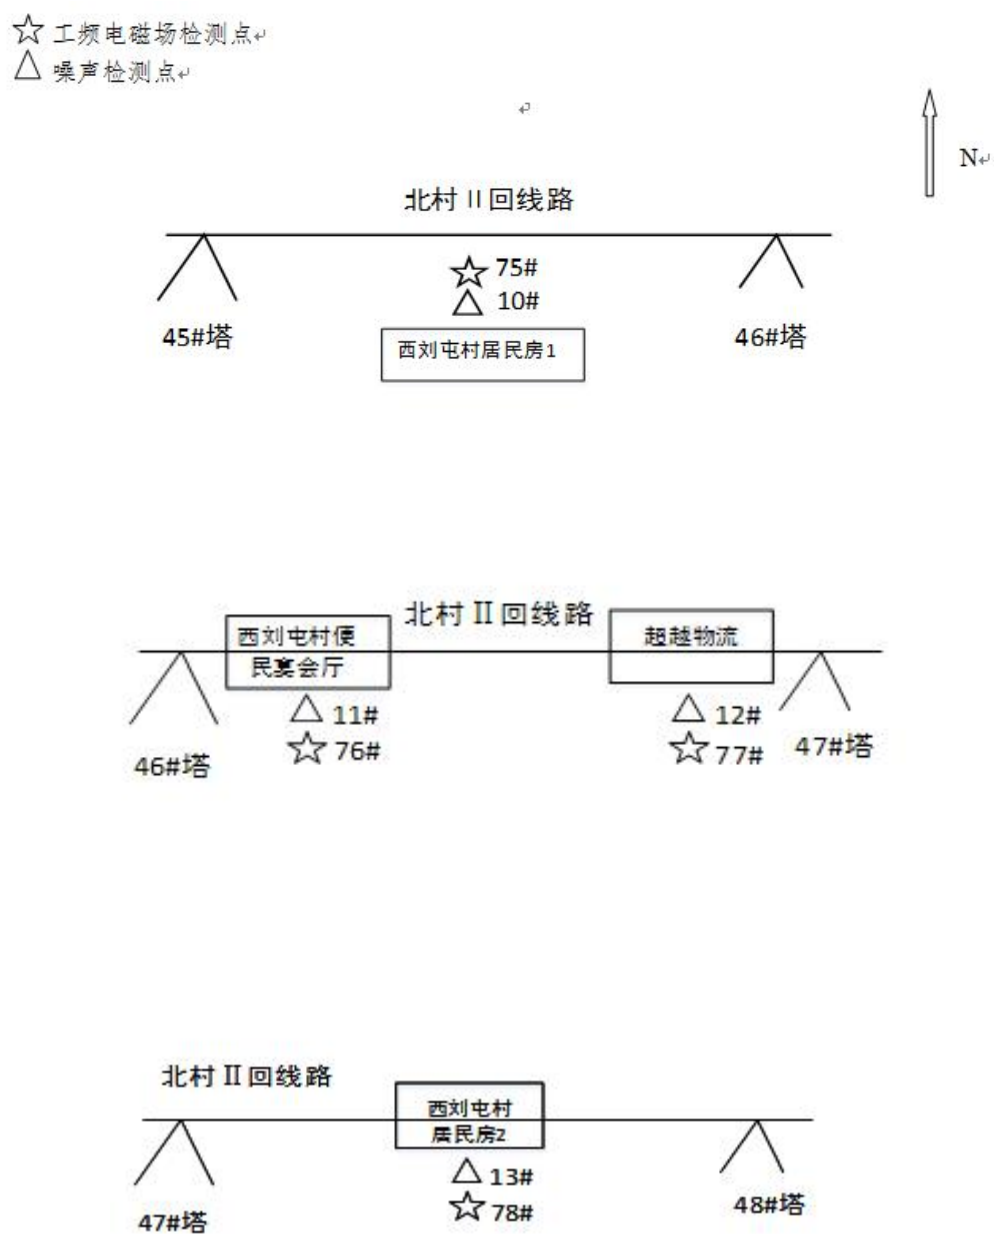 工频电磁场检测点
噪声检测点
N
北村 II 回线路
75#
10#
45#塔
46#塔
西刘屯村居民房1
北村 II 回线路
西刘屯村便
民宴会厅
超越物流
11#
12#
76#
77#
46#塔
47#塔
北村 II 回线路
西刘屯村
居民房2
13#
78#
47#塔
48#塔